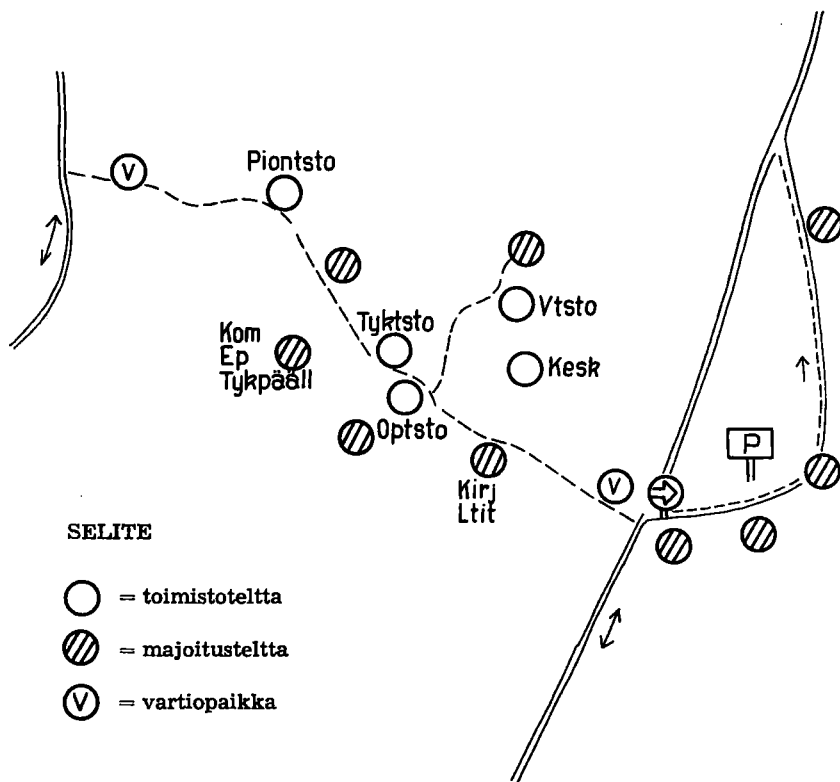 V
Piontsto
Tyktsto
Vtsto
Kom
Ep
Tykpääll
Kesk
Optsto
P
Kirj
Ltit
V
SELITE
= toimistoteltta
= majoitusteltta
V = vartiopaikka